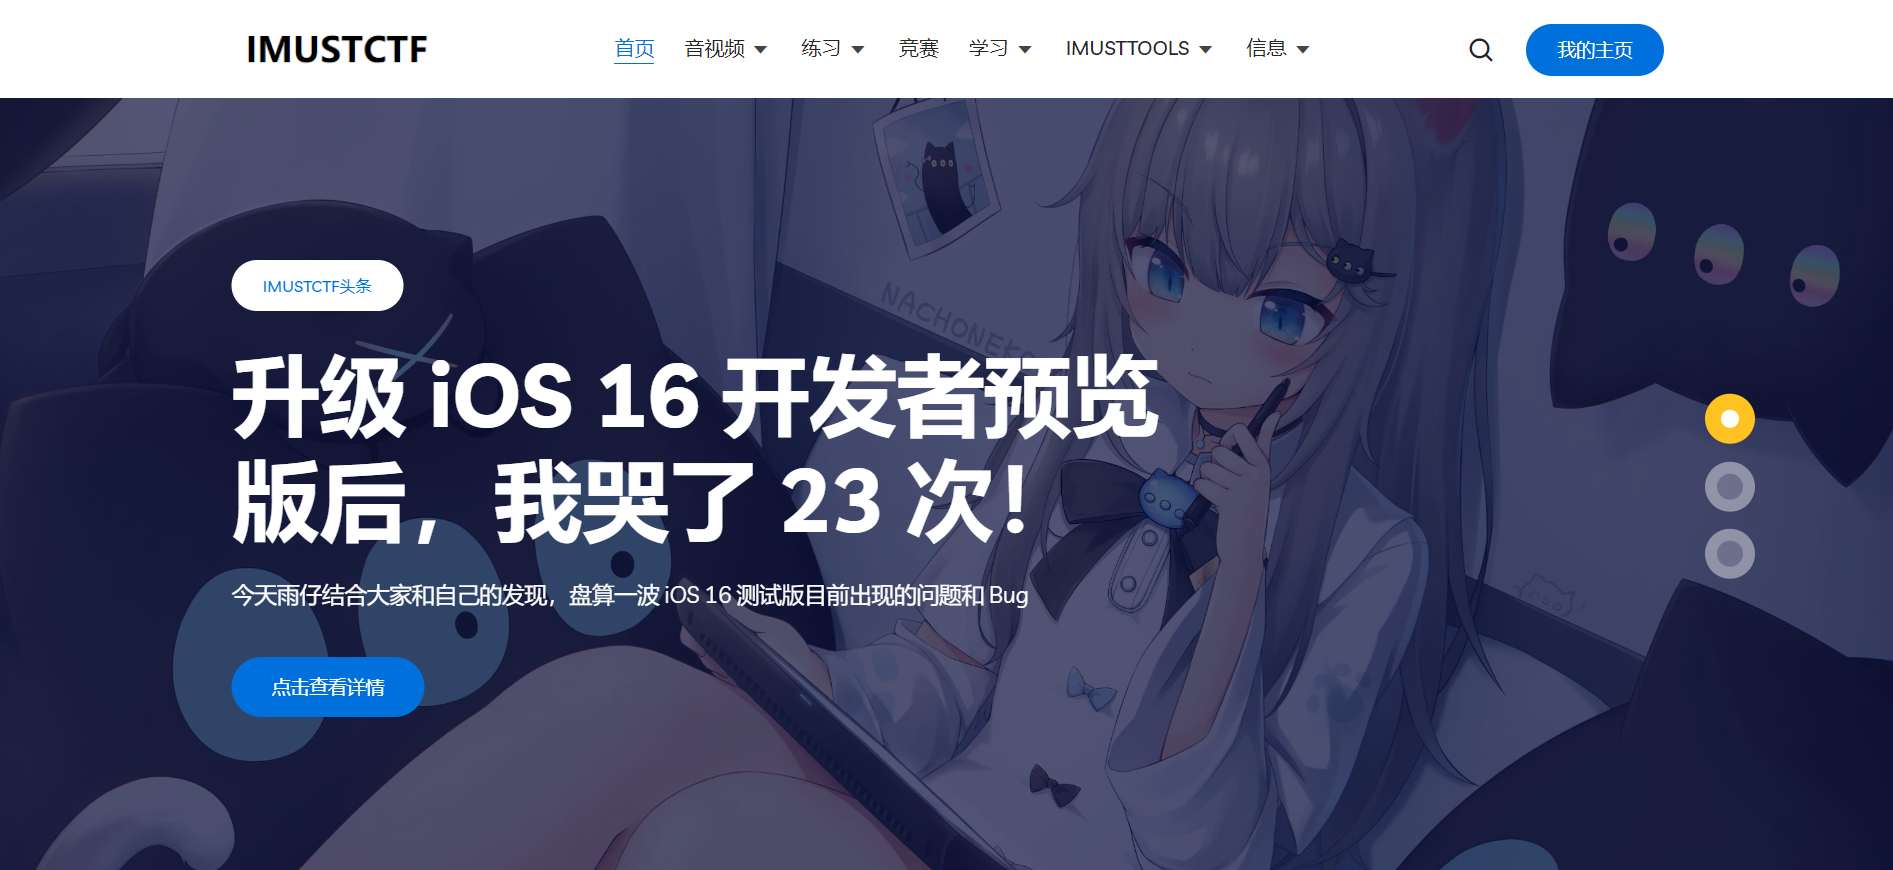 IMUSTCTF
首页 音视频 练习 竞赛 学习 IMUSTTOOLS 信息 我的主页
IMUSTCTF头条
NACHONEKO
升级 iOS 16 开发者预览
版后，我哭了 23 次！
今天雨仔结合大家和自己的发现，盘算一波 iOS 16 测试版目前出现的问题和 Bug
点击查看详情